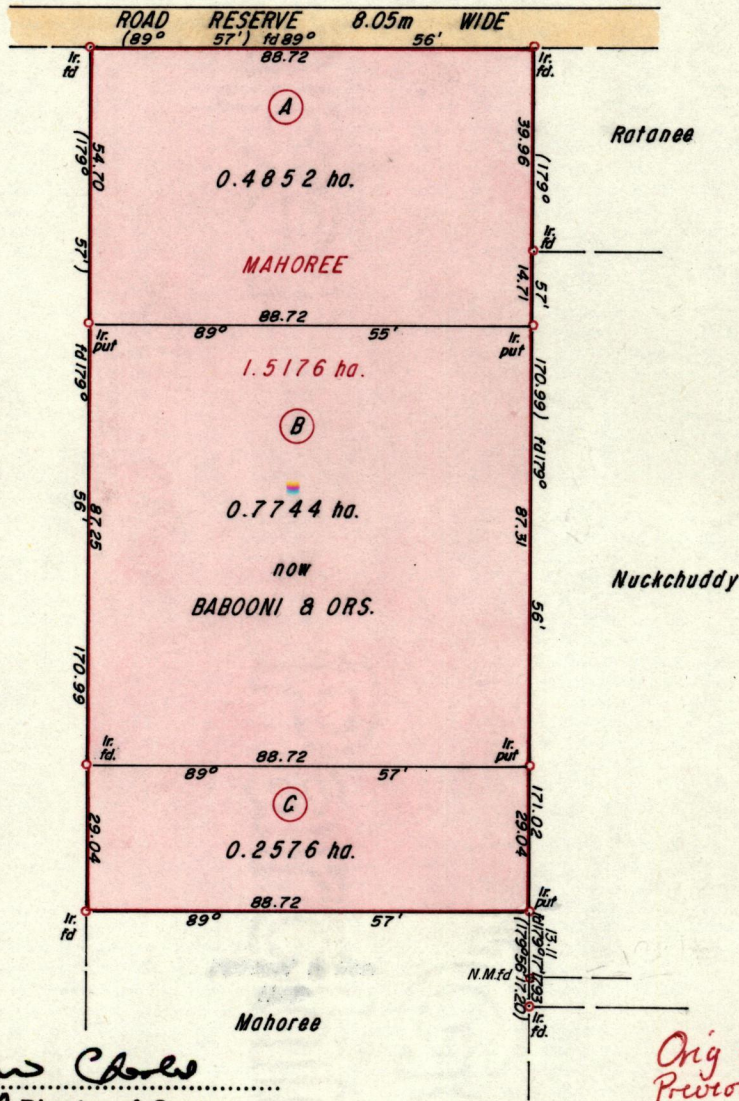 ROAD RESERVE 8.05m WIDE
(89° 57') fd 89° 56'
88.72
Ir. fd
Ir. fd.
A
0.4852 ha.
MAHOREE
54.70
(179° 57')
39.96
(179°
Ratanee
Ir. fd
14.71
57'
88.72
89° 55'
Ir. put
Ir. put
1.5176 ha.
B
0.7744 ha.
now
BABOONI & ORS.
fd 179° 56'
87.25
170.99
170.99) fd 179°
87.31
56'
Nuckchuddy
Ir. fd.
Ir. put
88.72
89° 57'
C
0.2576 ha.
29.04
171.02
29.04
88.72
89° 57'
Ir. fd
Ir. put
13.11
N.M.fd
Ir. fd.
Mahoree
Orig